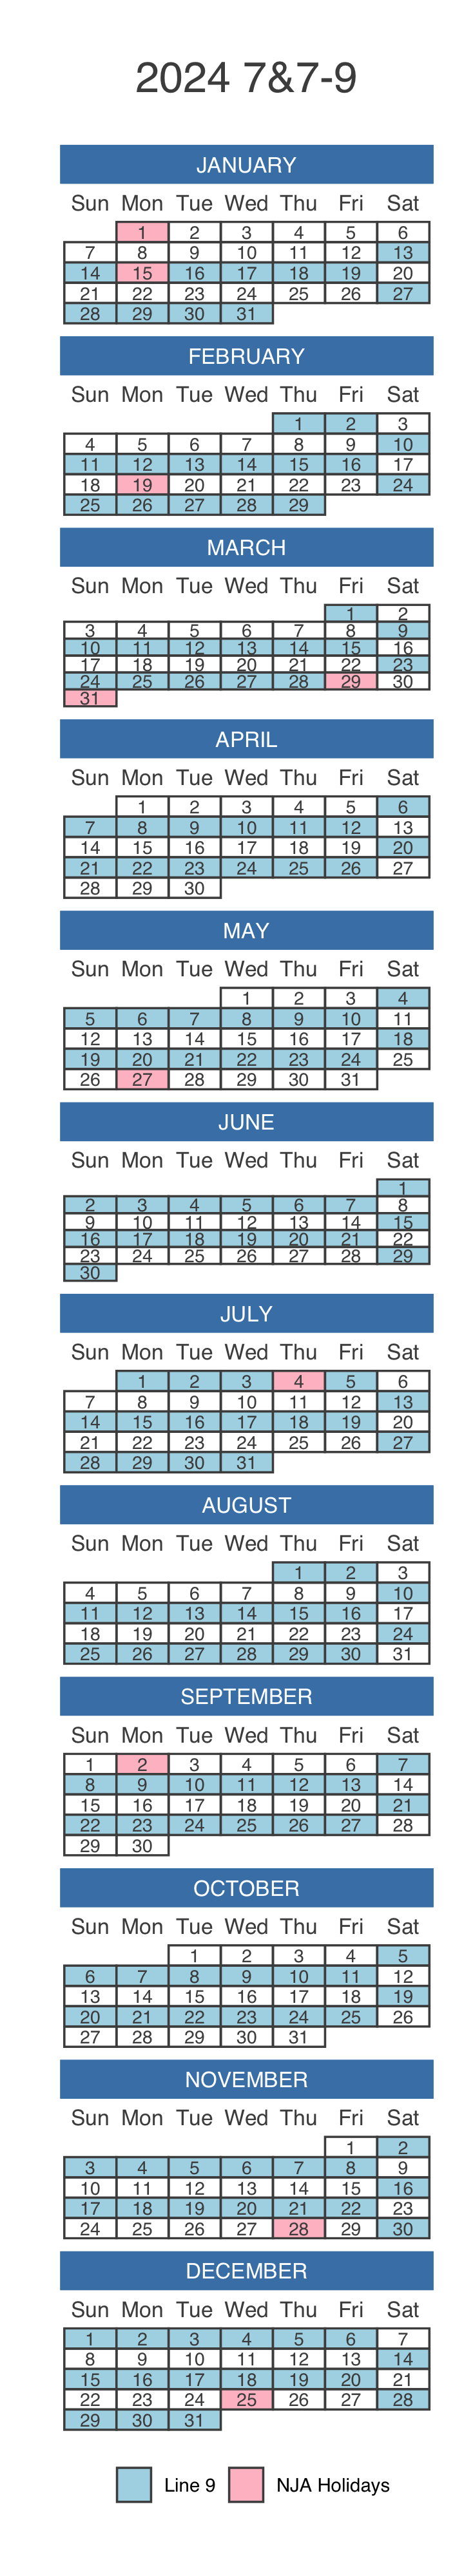 2024 7&7-9
JANUARY
Sun Mon Tue Wed Thu Fri Sat
1 2 3 4 5 6
7 8 9 10 11 12 13
14 15 16 17 18 19 20
21 22 23 24 25 26 27
28 29 30 31
FEBRUARY
Sun Mon Tue Wed Thu Fri Sat
1 2 3
4 5 6 7 8 9 10
11 12 13 14 15 16 17
18 19 20 21 22 23 24
25 26 27 28 29
MARCH
Sun Mon Tue Wed Thu Fri Sat
1 2
3 4 5 6 7 8 9
10 11 12 13 14 15 16
17 18 19 20 21 22 23
24 25 26 27 28 29 30
31
APRIL
Sun Mon Tue Wed Thu Fri Sat
1 2 3 4 5 6
7 8 9 10 11 12 13
14 15 16 17 18 19 20
21 22 23 24 25 26 27
28 29 30
MAY
Sun Mon Tue Wed Thu Fri Sat
1 2 3 4
5 6 7 8 9 10 11
12 13 14 15 16 17 18
19 20 21 22 23 24 25
26 27 28 29 30 31
JUNE
Sun Mon Tue Wed Thu Fri Sat
1
2 3 4 5 6 7 8
9 10 11 12 13 14 15
16 17 18 19 20 21 22
23 24 25 26 27 28 29
30
JULY
Sun Mon Tue Wed Thu Fri Sat
1 2 3 4 5 6
7 8 9 10 11 12 13
14 15 16 17 18 19 20
21 22 23 24 25 26 27
28 29 30 31
AUGUST
Sun Mon Tue Wed Thu Fri Sat
1 2 3
4 5 6 7 8 9 10
11 12 13 14 15 16 17
18 19 20 21 22 23 24
25 26 27 28 29 30 31
SEPTEMBER
Sun Mon Tue Wed Thu Fri Sat
1 2 3 4 5 6 7
8 9 10 11 12 13 14
15 16 17 18 19 20 21
22 23 24 25 26 27 28
29 30
OCTOBER
Sun Mon Tue Wed Thu Fri Sat
1 2 3 4 5
6 7 8 9 10 11 12
13 14 15 16 17 18 19
20 21 22 23 24 25 26
27 28 29 30 31
NOVEMBER
Sun Mon Tue Wed Thu Fri Sat
1 2
3 4 5 6 7 8 9
10 11 12 13 14 15 16
17 18 19 20 21 22 23
24 25 26 27 28 29 30
DECEMBER
Sun Mon Tue Wed Thu Fri Sat
1 2 3 4 5 6 7
8 9 10 11 12 13 14
15 16 17 18 19 20 21
22 23 24 25 26 27 28
29 30 31
Line 9 NJA Holidays